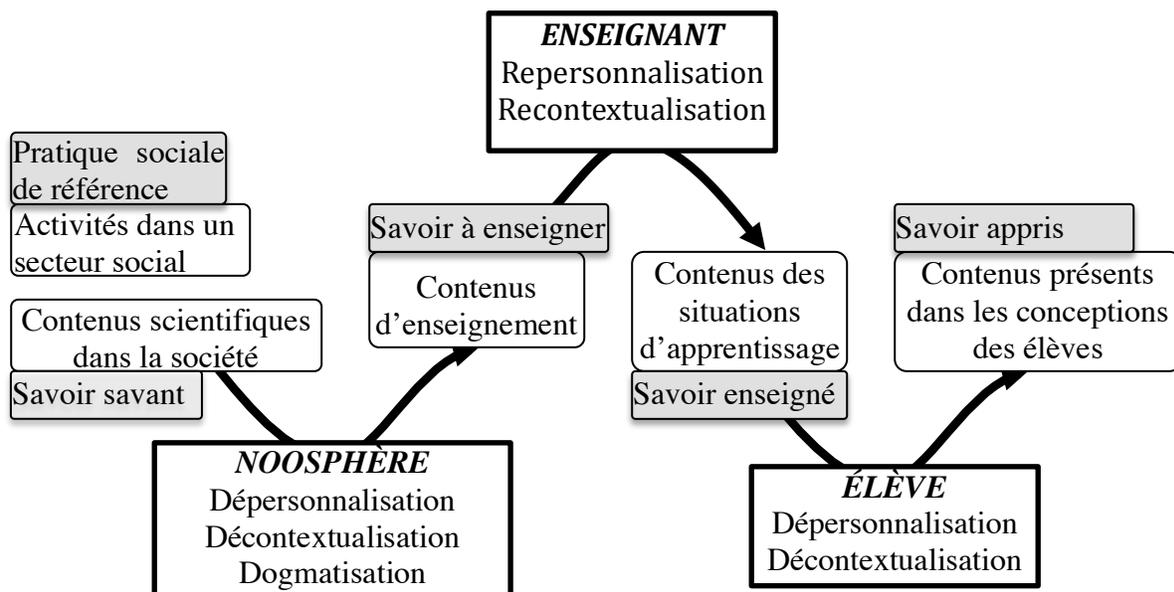 ENSEIGNANT
Repersonnalisation
Recontextualisation
Pratique sociale
de référence
Activités dans un
secteur social
Contenus scientifiques
dans la société
Savoir savant
Savoir à enseigner
Contenus
d’enseignement
NOOSPHÈRE
Dépersonnalisation
Décontextualisation
Dogmatisation
Contenus des
situations
d’apprentissage
Savoir enseigné
Savoir appris
Contenus présents
dans les conceptions
des élèves
ÉLÈVE
Dépersonnalisation
Décontextualisation